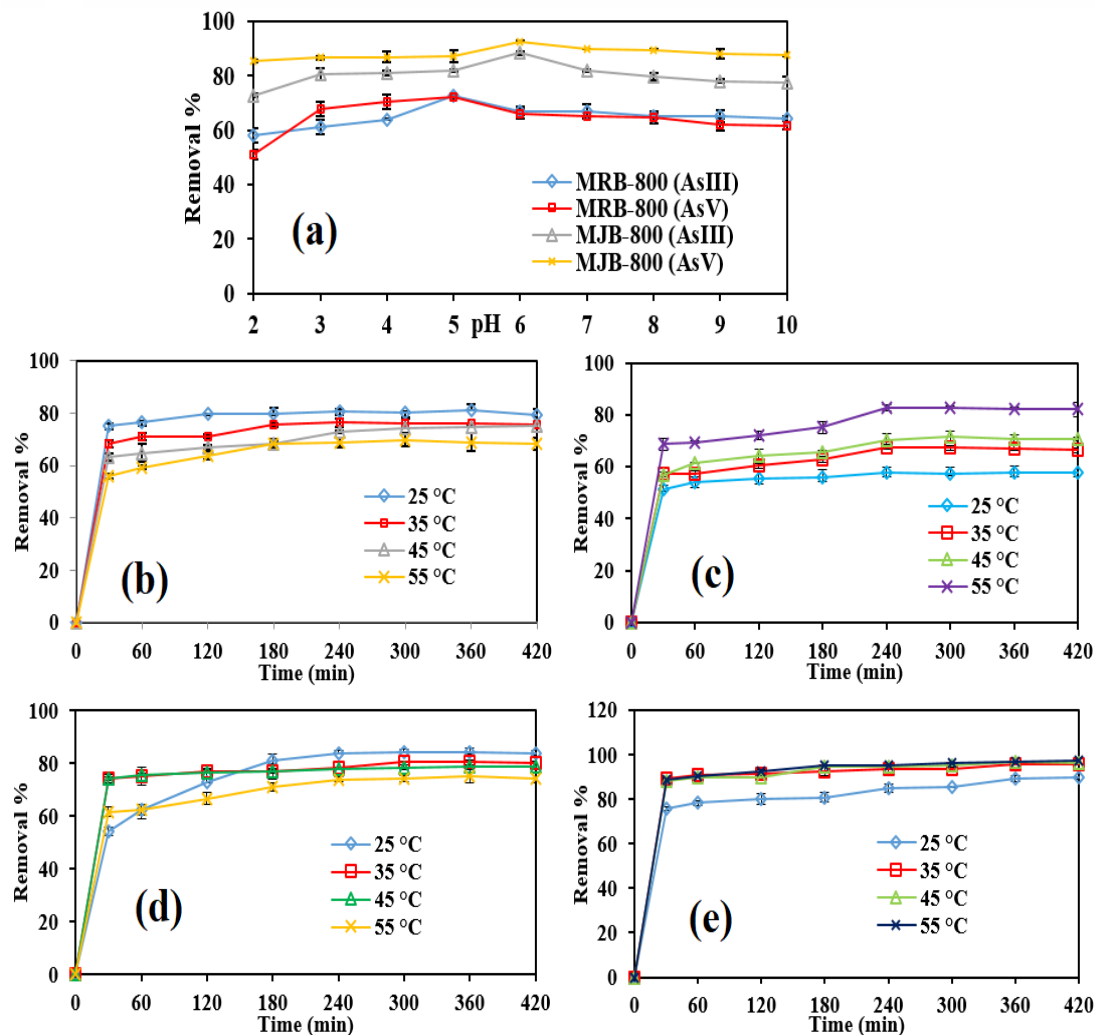 100
80
60
40
20
0
Removal %
MRB-800 (AsIII)
MRB-800 (AsV)
MJB-800 (AsIII)
MJB-800 (AsV)
(a)
2 3 4 5 pH 6 7 8 9 10
100
80
60
40
20
0
Removal %
25 °C
35 °C
45 °C
55 °C
(b)
0 60 120 180 240 300 360 420
Time (min)
100
80
60
40
20
0
Removal %
25 °C
35 °C
45 °C
55 °C
(c)
0 60 120 180 240 300 360 420
Time (min)
100
80
60
40
20
0
Removal %
25 °C
35 °C
45 °C
55 °C
(d)
0 60 120 180 240 300 360 420
Time (min)
120
100
80
60
40
20
0
Removal %
25 °C
35 °C
45 °C
55 °C
(e)
0 60 120 180 240 300 360 420
Time (min)